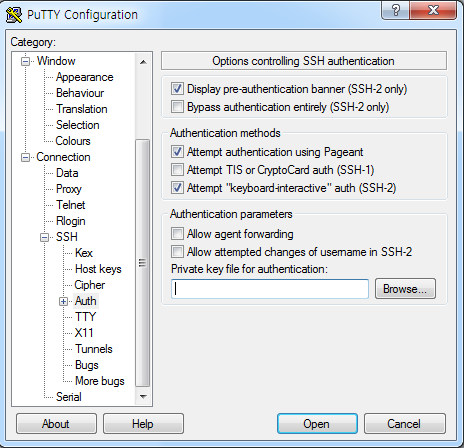 PuTTY Configuration
Category:
Window
Appearance
Behaviour
Translation
Selection
Colours
Connection
Data
Proxy
Telnet
Rlogin
SSH
Kex
Host keys
Cipher
Auth
TTY
X11
Tunnels
Bugs
More bugs
Serial
Options controlling SSH authentication
Display pre-authentication banner (SSH-2 only)
Bypass authentication entirely (SSH-2 only)
Authentication methods
Attempt authentication using Pageant
Attempt TIS or CryptoCard auth (SSH-1)
Attempt "keyboard-interactive" auth (SSH-2)
Authentication parameters
Allow agent forwarding
Allow attempted changes of username in SSH-2
Private key file for authentication:
Browse...
About
Help
Open
Cancel